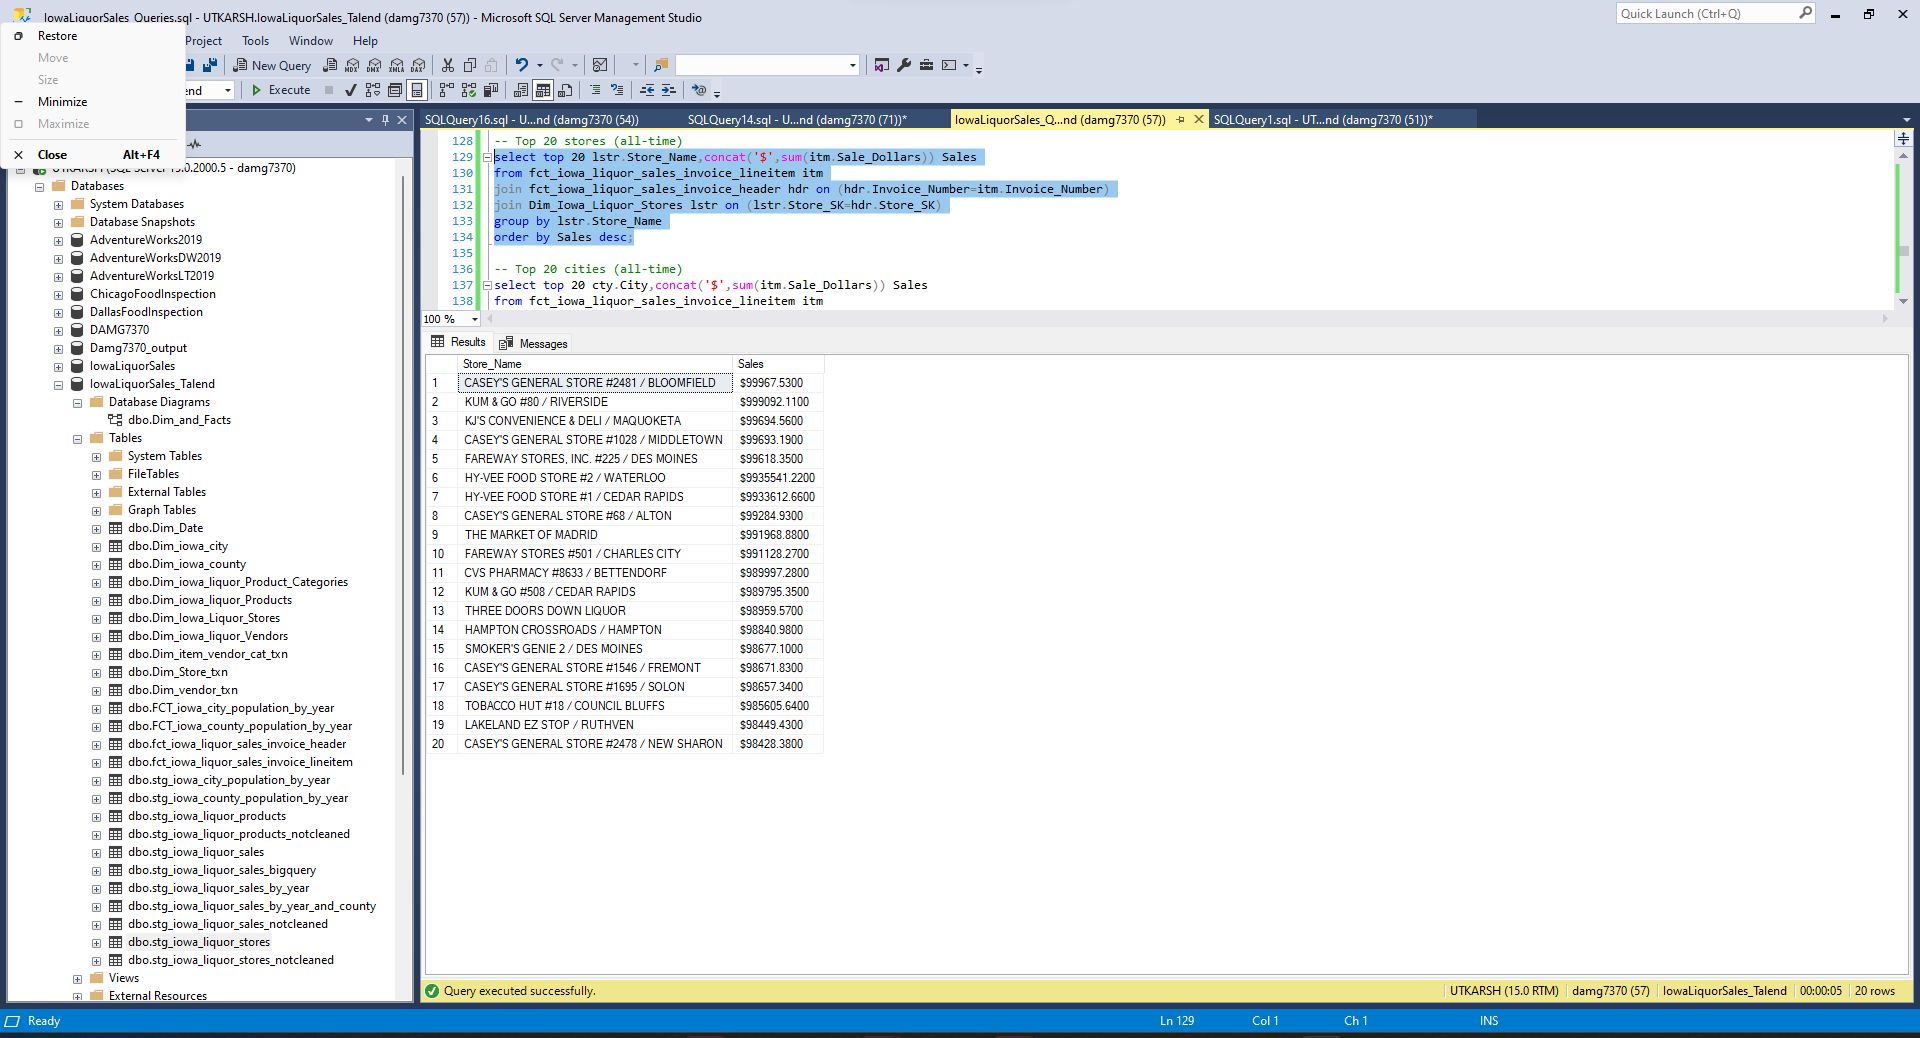 IowaLiquorSales_Queries.sql - UTKARSH.IowaLiquorSales_Talend (damg7370 (57)) - Microsoft SQL Server Management Studio
Quick Launch (Ctrl+Q)
Restore
Move
Size
Minimize
Maximize
Close Alt+F4
Project Tools Window Help
New Query
MDX DMX XMLA DAX
end
Execute
SQLQuery16.sql - U...nd (damg7370 (54))
SQLQuery14.sql - U...nd (damg7370 (71))*
IowaLiquorSales_Q...nd (damg7370 (57))
SQLQuery1.sql - UT...nd (damg7370 (51))*
UTKARSH (SQL Server 15.0.2000.5 - damg7370)
Databases
System Databases
Database Snapshots
AdventureWorks2019
AdventureWorksDW2019
AdventureWorksLT2019
ChicagoFoodInspection
DallasFoodInspection
DAMG7370
Damg7370_output
IowaLiquorSales
IowaLiquorSales_Talend
Database Diagrams
dbo.Dim_and_Facts
Tables
System Tables
FileTables
External Tables
Graph Tables
dbo.Dim_Date
dbo.Dim_iowa_city
dbo.Dim_iowa_county
dbo.Dim_iowa_liquor_Product_Categories
dbo.Dim_iowa_liquor_Products
dbo.Dim_Iowa_Liquor_Stores
dbo.Dim_iowa_liquor_Vendors
dbo.Dim_item_vendor_cat_txn
dbo.Dim_Store_txn
dbo.Dim_vendor_txn
dbo.FCT_iowa_city_population_by_year
dbo.FCT_iowa_county_population_by_year
dbo.fct_iowa_liquor_sales_invoice_header
dbo.fct_iowa_liquor_sales_invoice_lineitem
dbo.stg_iowa_city_population_by_year
dbo.stg_iowa_county_population_by_year
dbo.stg_iowa_liquor_products
dbo.stg_iowa_liquor_products_notcleaned
dbo.stg_iowa_liquor_sales
dbo.stg_iowa_liquor_sales_bigquery
dbo.stg_iowa_liquor_sales_by_year
dbo.stg_iowa_liquor_sales_by_year_and_county
dbo.stg_iowa_liquor_sales_notcleaned
dbo.stg_iowa_liquor_stores
dbo.stg_iowa_liquor_stores_notcleaned
Views
External Resources
128 -- Top 20 stores (all-time)
129 select top 20 lstr.Store_Name,concat('$',sum(itm.Sale_Dollars)) Sales
130 from fct_iowa_liquor_sales_invoice_lineitem itm
131 join fct_iowa_liquor_sales_invoice_header hdr on (hdr.Invoice_Number=itm.Invoice_Number)
132 join Dim_Iowa_Liquor_Stores lstr on (lstr.Store_SK=hdr.Store_SK)
133 group by lstr.Store_Name
134 order by Sales desc;
135
136 -- Top 20 cities (all-time)
137 select top 20 cty.City,concat('$',sum(itm.Sale_Dollars)) Sales
138 from fct_iowa_liquor_sales_invoice_lineitem itm
100 %
Results Messages
Store_Name Sales
1 CASEY'S GENERAL STORE #2481 / BLOOMFIELD $99967.5300
2 KUM & GO #80 / RIVERSIDE $999092.1100
3 KJ'S CONVENIENCE & DELI / MAQUOKETA $99694.5600
4 CASEY'S GENERAL STORE #1028 / MIDDLETOWN $99693.1900
5 FAREWAY STORES, INC. #225 / DES MOINES $99618.3500
6 HY-VEE FOOD STORE #2 / WATERLOO $9935541.2200
7 HY-VEE FOOD STORE #1 / CEDAR RAPIDS $9933612.6600
8 CASEY'S GENERAL STORE #68 / ALTON $99284.9300
9 THE MARKET OF MADRID $991968.8800
10 FAREWAY STORES #501 / CHARLES CITY $991128.2700
11 CVS PHARMACY #8633 / BETTENDORF $989997.2800
12 KUM & GO #508 / CEDAR RAPIDS $989795.3500
13 THREE DOORS DOWN LIQUOR $98959.5700
14 HAMPTON CROSSROADS / HAMPTON $98840.9800
15 SMOKER'S GENIE 2 / DES MOINES $98677.1000
16 CASEY'S GENERAL STORE #1546 / FREMONT $98671.8300
17 CASEY'S GENERAL STORE #1695 / SOLON $98657.3400
18 TOBACCO HUT #18 / COUNCIL BLUFFS $985605.6400
19 LAKELAND EZ STOP / RUTHVEN $98449.4300
20 CASEY'S GENERAL STORE #2478 / NEW SHARON $98428.3800
Query executed successfully.
UTKARSH (15.0 RTM) damg7370 (57) IowaLiquorSales_Talend 00:00:05 20 rows
Ready Ln 129 Col 1 Ch 1 INS